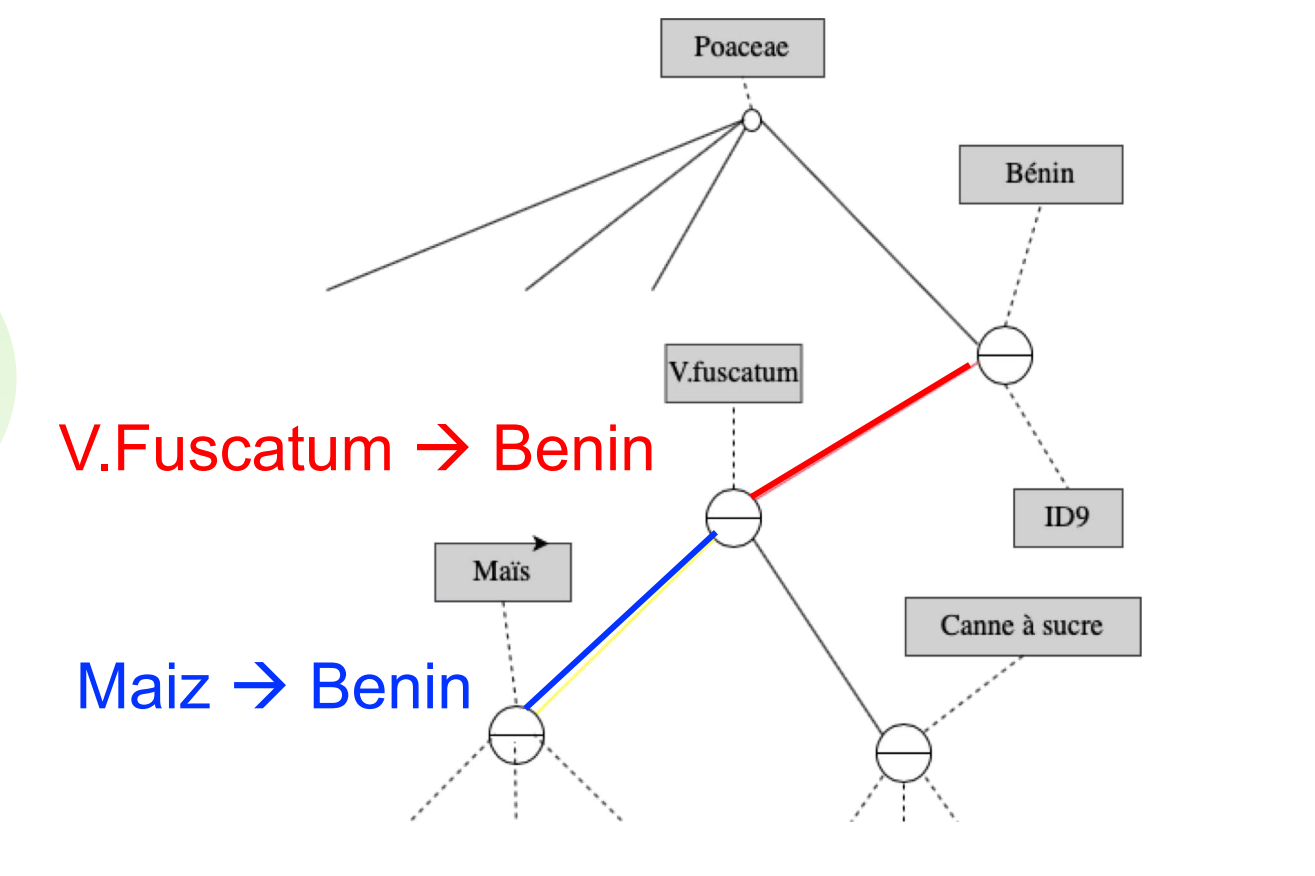 Poaceae
Bénin
V.fuscatum
V.Fuscatum → Benin
ID9
Maïs
Canne à sucre
Maiz → Benin